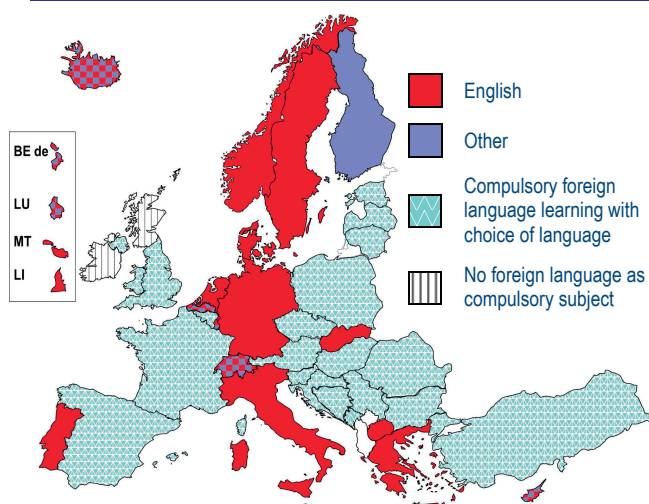 English
Other
Compulsory foreign
language learning with
choice of language
No foreign language as
compulsory subject
BE de
LU
MT
LI